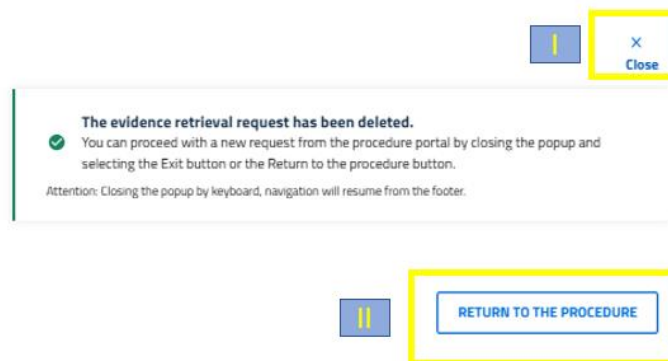 I
Close
The evidence retrieval request has been deleted.
You can proceed with a new request from the procedure portal by closing the popup and
selecting the Exit button or the Return to the procedure button.
Attention: Closing the popup by keyboard, navigation will resume from the footer.
II
RETURN TO THE PROCEDURE